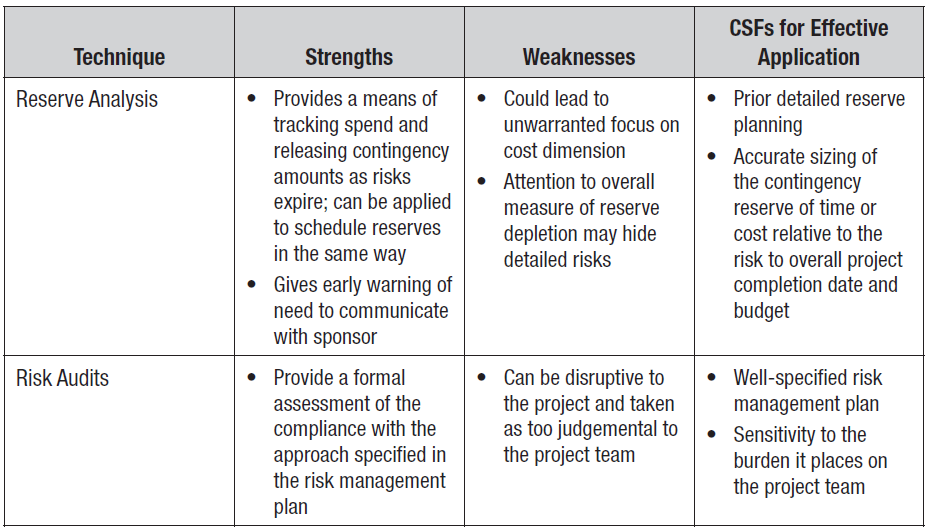 Technique
Strengths
Weaknesses
CSFs for Effective
Application
Reserve Analysis
• Provides a means of
tracking spend and
releasing contingency
amounts as risks
expire; can be applied
to schedule reserves
in the same way
• Gives early warning of
need to communicate
with sponsor
• Could lead to
unwarranted focus on
cost dimension
• Attention to overall
measure of reserve
depletion may hide
detailed risks
• Prior detailed reserve
planning
• Accurate sizing of
the contingency
reserve of time or
cost relative to the
risk to overall project
completion date and
budget
Risk Audits
• Provide a formal
assessment of the
compliance with the
approach specified in
the risk management
plan
• Can be disruptive to
the project and taken
as too judgemental to
the project team
• Well-specified risk
management plan
• Sensitivity to the
burden it places on
the project team